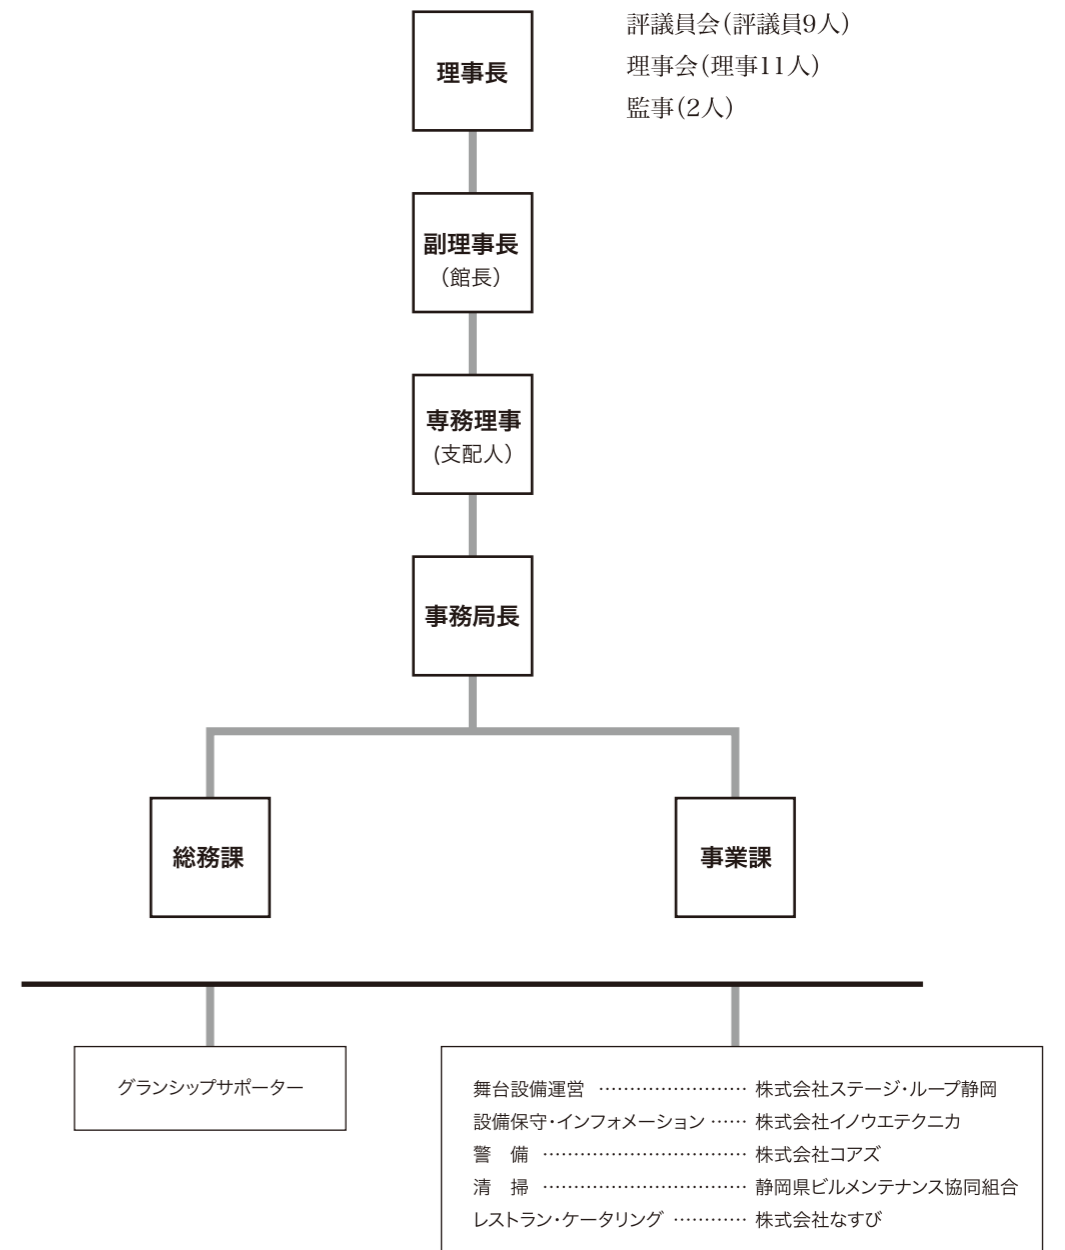 理事長
評議員会(評議員9人)
理事会(理事11人)
監事(2人)
副理事長
(館長)
専務理事
(支配人)
事務局長
総務課
事業課
グランシップサポーター
舞台設備運営 …………………… 株式会社ステージ・ループ静岡
設備保守・インフォメーション …… 株式会社イノウエテクニカ
警　備 …………………………… 株式会社コアズ
清　掃 …………………………… 静岡県ビルメンテナンス協同組合
レストラン・ケータリング ………… 株式会社なすび